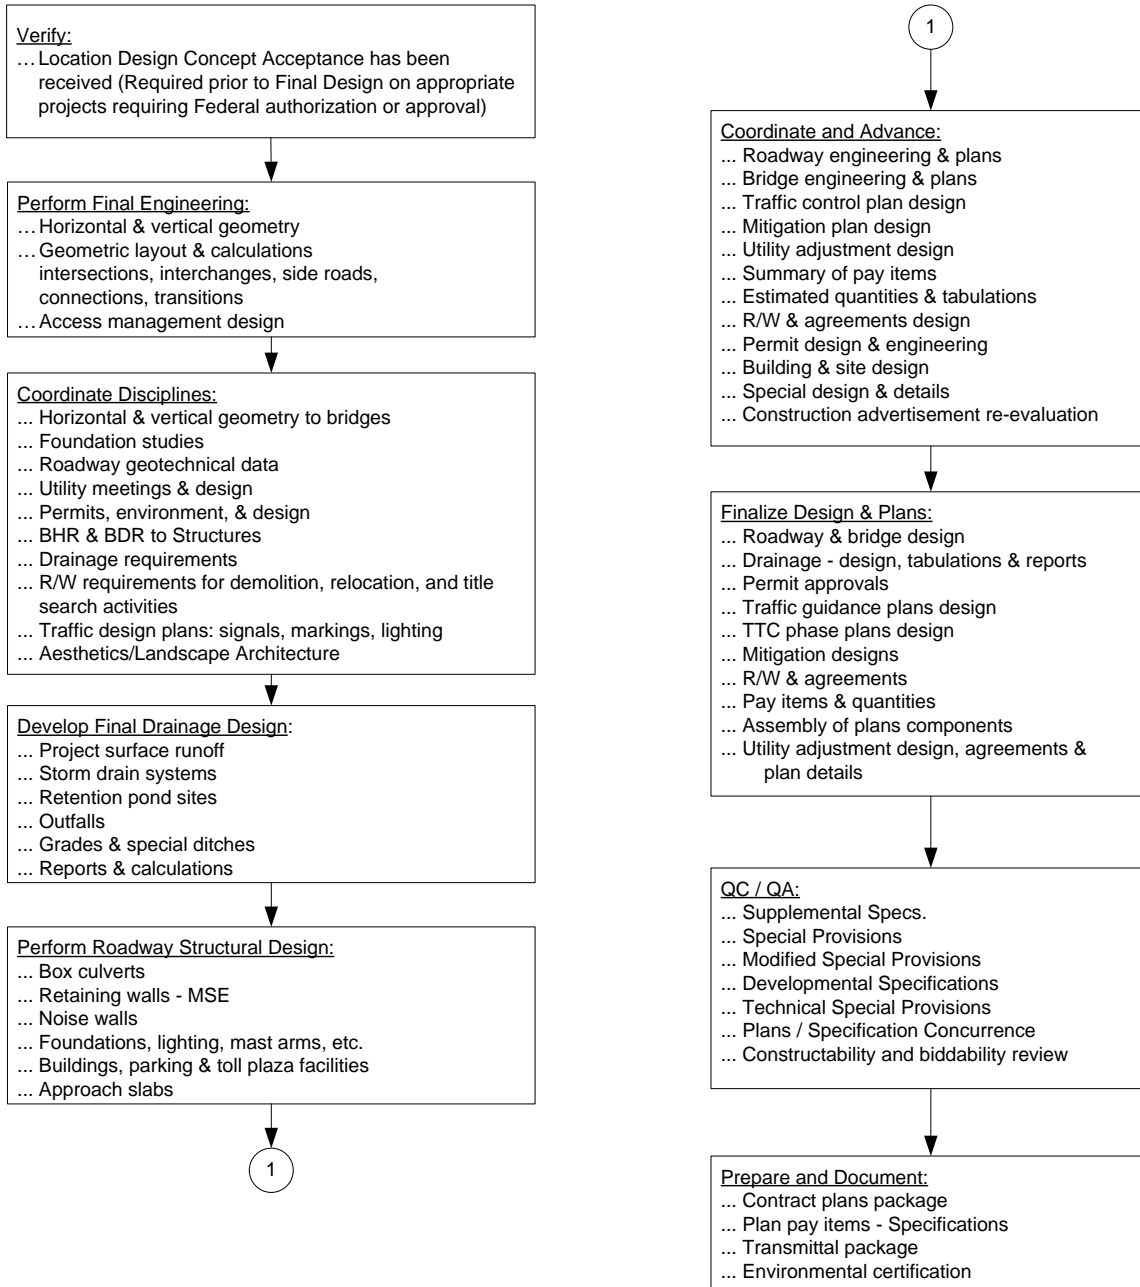 Verify:
…Location Design Concept Acceptance has been
received (Required prior to Final Design on appropriate
projects requiring Federal authorization or approval)
Perform Final Engineering:
…Horizontal & vertical geometry
…Geometric layout & calculations
intersections, interchanges, side roads,
connections, transitions
…Access management design
Coordinate Disciplines:
... Horizontal & vertical geometry to bridges
... Foundation studies
... Roadway geotechnical data
... Utility meetings & design
... Permits, environment, & design
... BHR & BDR to Structures
... Drainage requirements
... R/W requirements for demolition, relocation, and title
search activities
... Traffic design plans: signals, markings, lighting
... Aesthetics/Landscape Architecture
Develop Final Drainage Design:
... Project surface runoff
... Storm drain systems
... Retention pond sites
... Outfalls
... Grades & special ditches
... Reports & calculations
Perform Roadway Structural Design:
... Box culverts
... Retaining walls - MSE
... Noise walls
... Foundations, lighting, mast arms, etc.
... Buildings, parking & toll plaza facilities
... Approach slabs
1
1
Coordinate and Advance:
... Roadway engineering & plans
... Bridge engineering & plans
... Traffic control plan design
... Mitigation plan design
... Utility adjustment design
... Summary of pay items
... Estimated quantities & tabulations
... R/W & agreements design
... Permit design & engineering
... Building & site design
... Special design & details
... Construction advertisement re-evaluation
Finalize Design & Plans:
... Roadway & bridge design
... Drainage - design, tabulations & reports
... Permit approvals
... Traffic guidance plans design
... TTC phase plans design
... Mitigation designs
... R/W & agreements
... Pay items & quantities
... Assembly of plans components
... Utility adjustment design, agreements &
plan details
QC / QA:
... Supplemental Specs.
... Special Provisions
... Modified Special Provisions
... Developmental Specifications
... Technical Special Provisions
... Plans / Specification Concurrence
... Constructability and biddability review
Prepare and Document:
... Contract plans package
... Plan pay items - Specifications
... Transmittal package
... Environmental certification